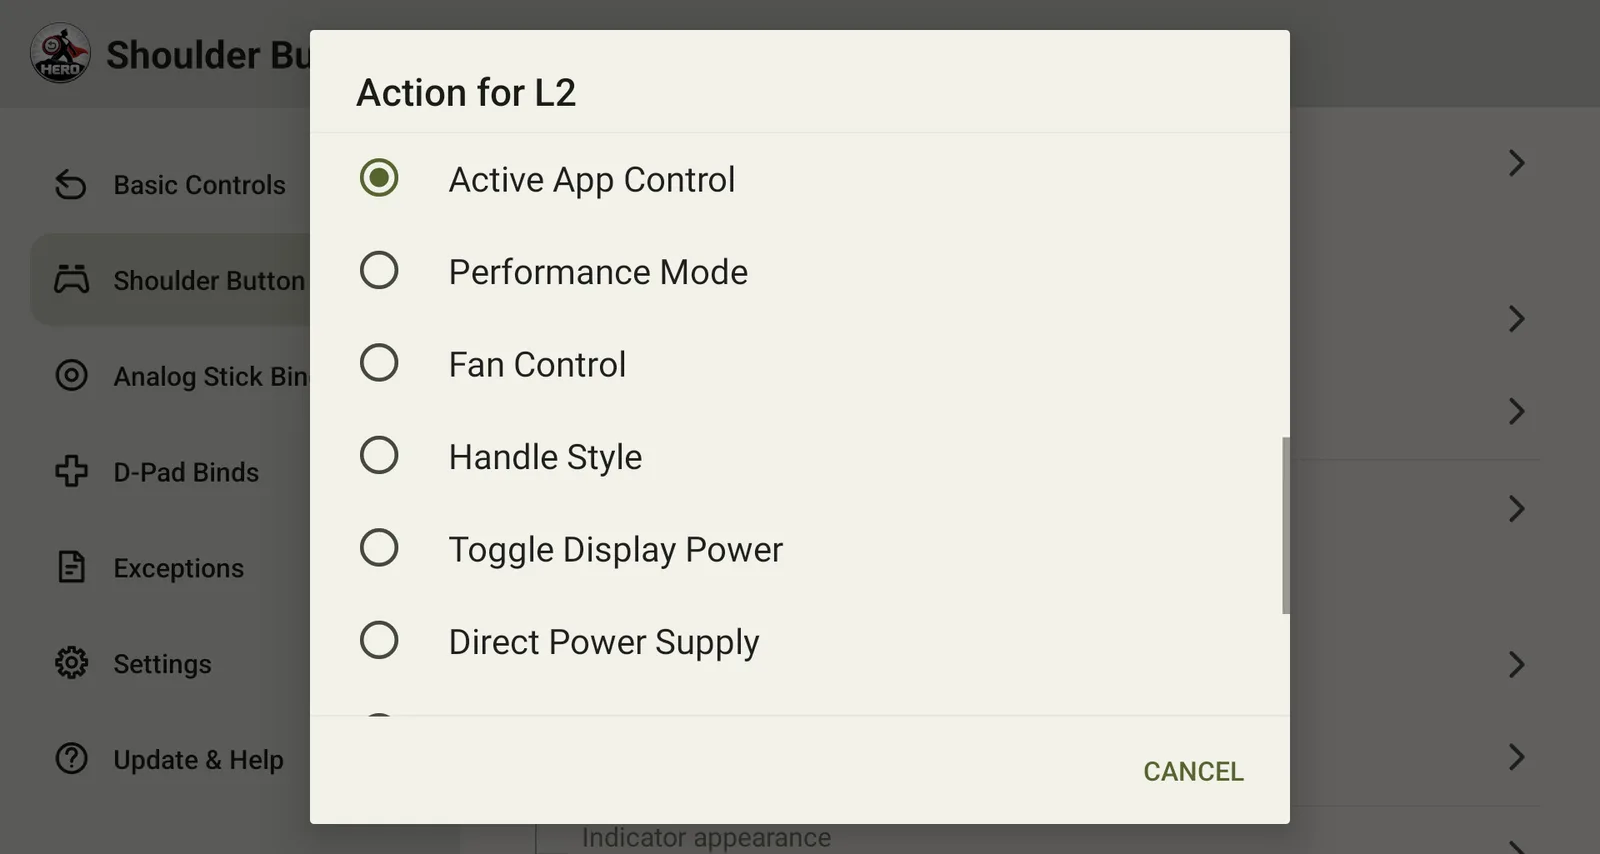 HERO
Shoulder Bu
Action for L2
Basic Controls
Shoulder Button
Analog Stick Bin
D-Pad Binds
Exceptions
Settings
Update & Help
Active App Control
Performance Mode
Fan Control
Handle Style
Toggle Display Power
Direct Power Supply
CANCEL
Indicator appearance